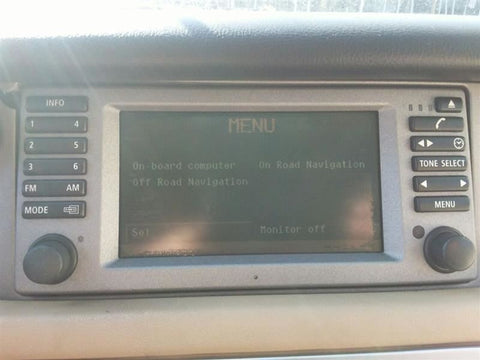 INFO
1 4
2 5
3 6
FM AM
MODE
MENU
On-board computer On Road Navigation
Off Road Navigation
Set Monitor off
TONE SELECT
MENU